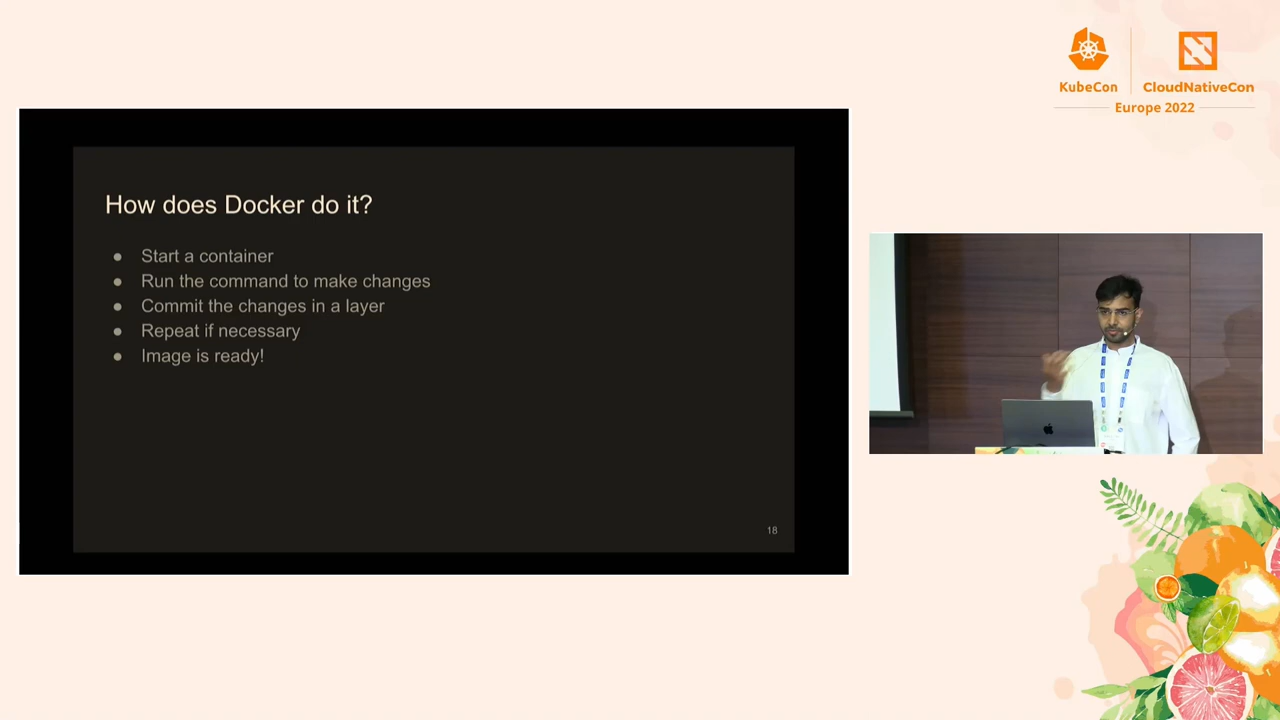 KubeCon
CloudNativeCon
Europe 2022
How does Docker do it?
● Start a container
● Run the command to make changes
● Commit the changes in a layer
● Repeat if necessary
● Image is ready!
18